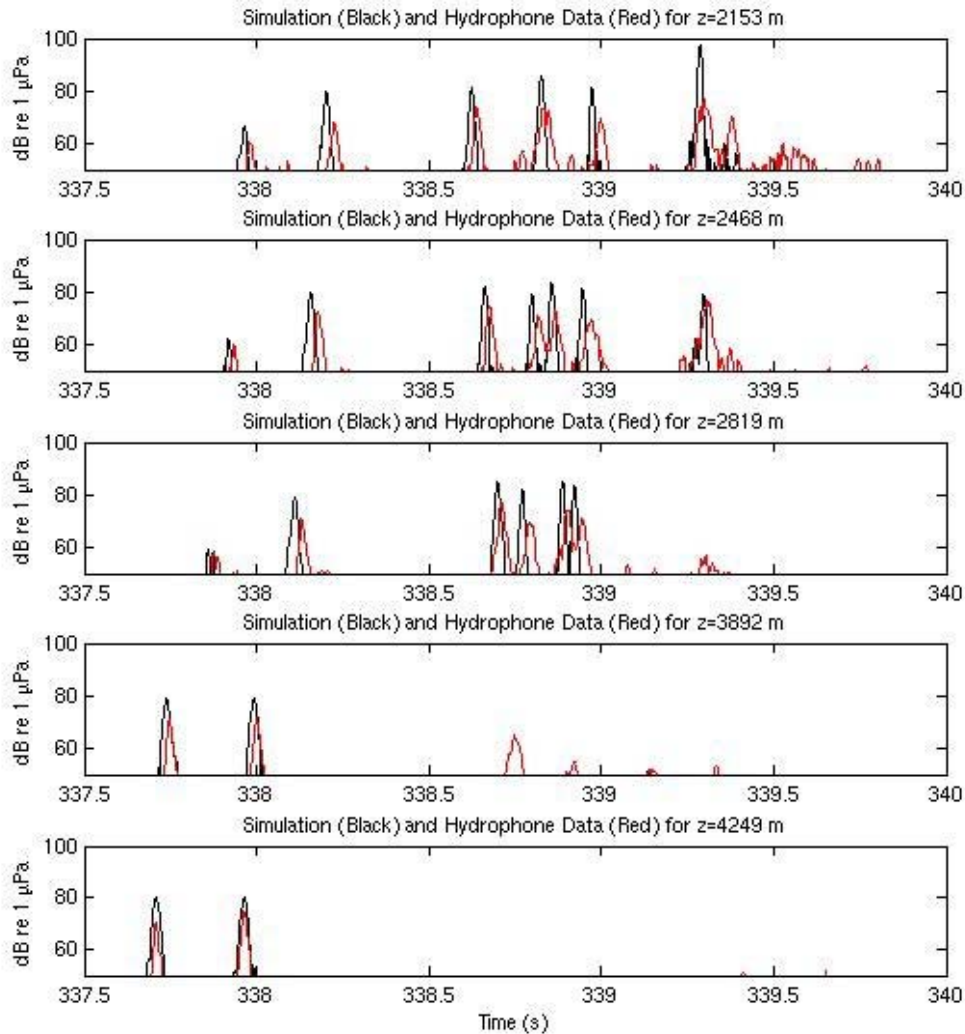 Simulation (Black) and Hydrophone Data (Red) for z=2153 m
dB re 1 μPa
100
80
60
337.5 338 338.5 339 339.5 340
Simulation (Black) and Hydrophone Data (Red) for z=2468 m
dB re 1 μPa
100
80
60
337.5 338 338.5 339 339.5 340
Simulation (Black) and Hydrophone Data (Red) for z=2819 m
dB re 1 μPa
100
80
60
337.5 338 338.5 339 339.5 340
Simulation (Black) and Hydrophone Data (Red) for z=3892 m
dB re 1 μPa
100
80
60
337.5 338 338.5 339 339.5 340
Simulation (Black) and Hydrophone Data (Red) for z=4249 m
dB re 1 μPa
100
80
60
337.5 338 338.5 339 339.5 340
Time (s)